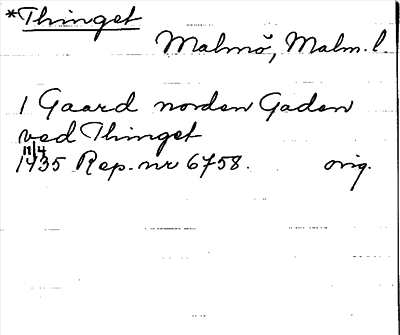 *Thinget
Malmö, Malm. l.
1 Gaard norden Gaden
ved Thinget
11/4
1435 Rep. nr 6758. orig.